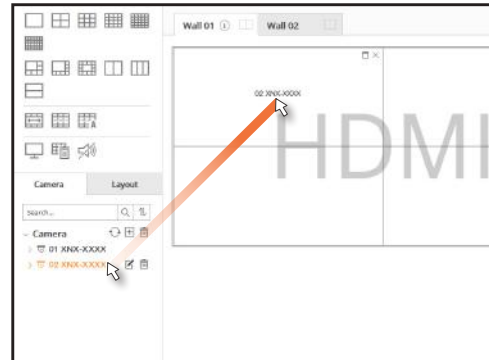 Wall 01
Wall 02
02 XNX-XXXX
HDMI
A
Camera
Layout
Search...
Camera
01 XNX-XXXX
02 XNX-XXXX